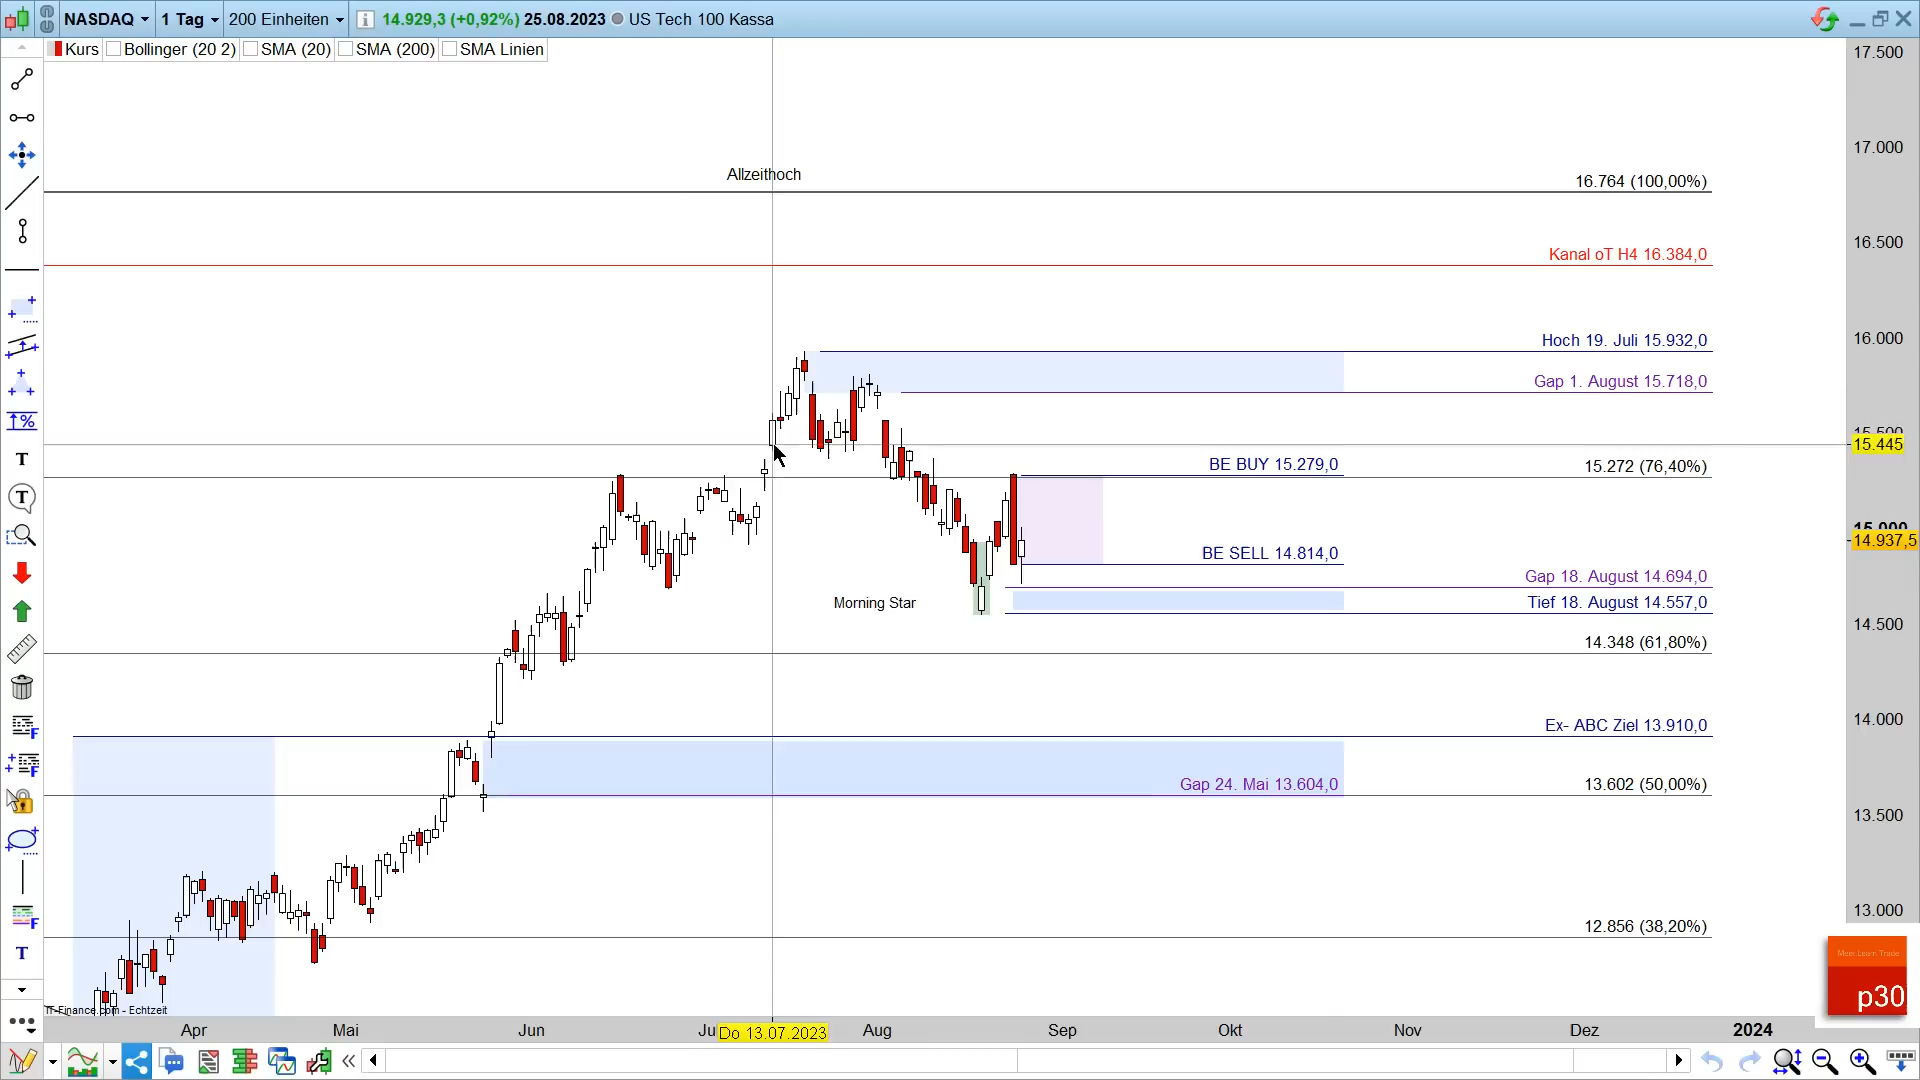 NASDAQ 1 Tag 200 Einheiten 14.929,3 (+0,92%) 25.08.2023 US Tech 100 Kassa
Kurs Bollinger (20 2) SMA (20) SMA (200) SMA Linien
17.500
17.000
Allzeithoch
16.764 (100,00%)
16.500
Kanal oT H4 16.384,0
16.000
Hoch 19. Juli 15.932,0
Gap 1. August 15.718,0
15.500
15.445
BE BUY 15.279,0
15.272 (76,40%)
15.000
14.937,5
BE SELL 14.814,0
Gap 18. August 14.694,0
Morning Star
Tief 18. August 14.557,0
14.500
14.348 (61,80%)
14.000
Ex- ABC Ziel 13.910,0
Gap 24. Mai 13.604,0
13.602 (50,00%)
13.500
13.000
12.856 (38,20%)
Mein Learn Trade
p30
IT-Finance.com - Echtzeit
Apr Mai Jun Ju Do 13.07.2023 Aug Sep Okt Nov Dez 2024